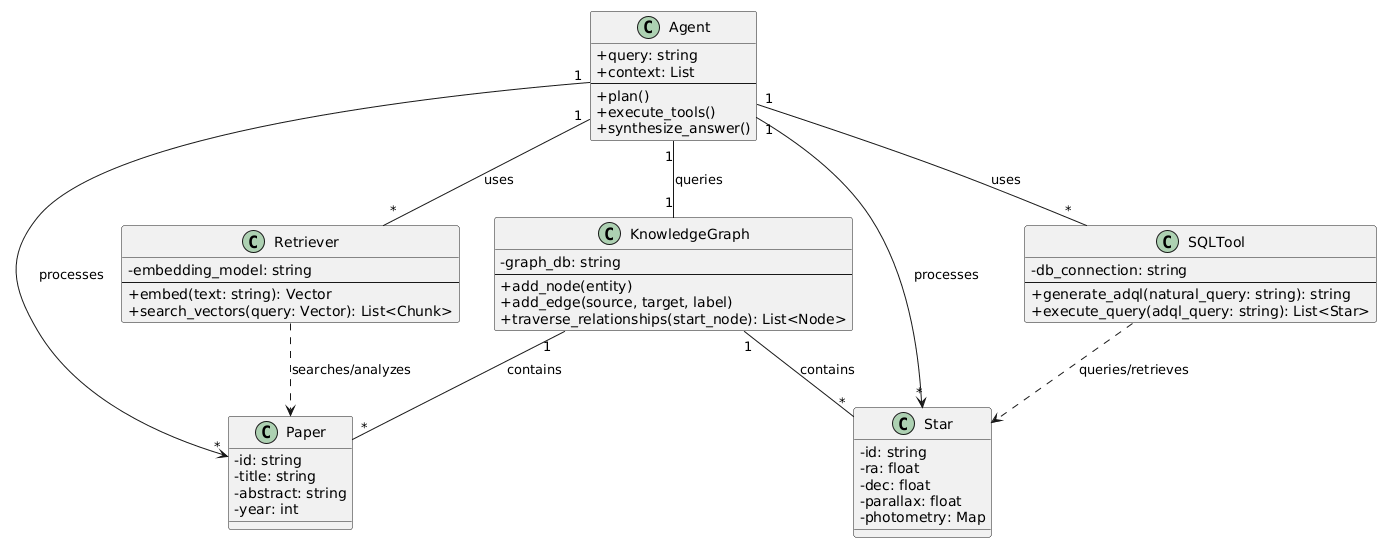 C Agent
+query: string
+context: List
+plan()
+execute_tools()
+synthesize_answer()
1
1
1
1
1
processes
uses
queries
processes
uses
*
1
*
C Retriever
-embedding_model: string
+embed(text: string): Vector
+search_vectors(query: Vector): List<Chunk>
C KnowledgeGraph
-graph_db: string
+add_node(entity)
+add_edge(source, target, label)
+traverse_relationships(start_node): List<Node>
C SQLTool
-db_connection: string
+generate_adql(natural_query: string): string
+execute_query(adql_query: string): List<Star>
1
1
searches/analyzes
contains
contains
queries/retrieves
*
*
*
*
C Paper
-id: string
-title: string
-abstract: string
-year: int
C Star
-id: string
-ra: float
-dec: float
-parallax: float
-photometry: Map